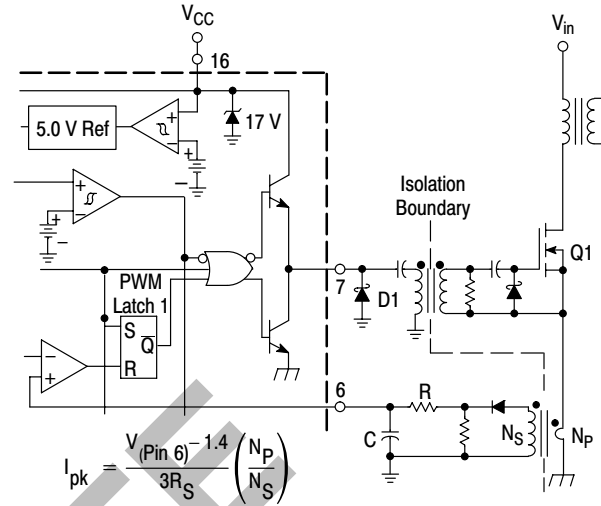 VCC
16
Vin
5.0 V Ref
+
−
17 V
+
−
+
−
+
−
Isolation
Boundary
Q1
7
D1
PWM
Latch 1
S
Q̅
R
−
+
6
R
C
NS
NP
Ipk = V(Pin 6) − 1.4 / 3RS (NP / NS)